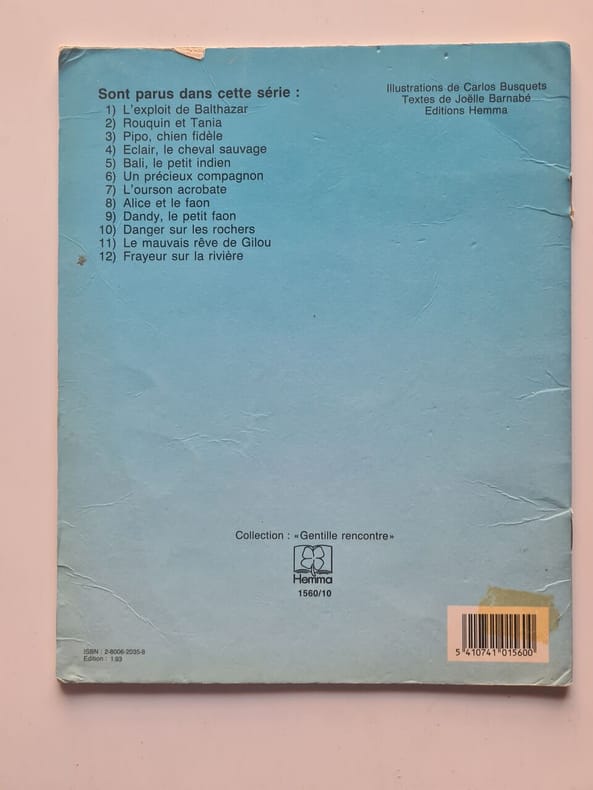 Sont parus dans cette série :
1) L'exploit de Balthazar
2) Rouquin et Tania
3) Pipo, chien fidèle
4) Eclair, le cheval sauvage
5) Bali, le petit indien
6) Un précieux compagnon
7) L'ourson acrobate
8) Alice et le faon
9) Dandy, le petit faon
10) Danger sur les rochers
11) Le mauvais rêve de Gilou
12) Frayeur sur la rivière
Illustrations de Carlos Busquets
Textes de Joëlle Barnabé
Editions Hemma
Collection : «Gentille rencontre»
Hemma
1560/10
ISBN : 2-8006-2035-8
Edition : 1.93
5 410741 015600